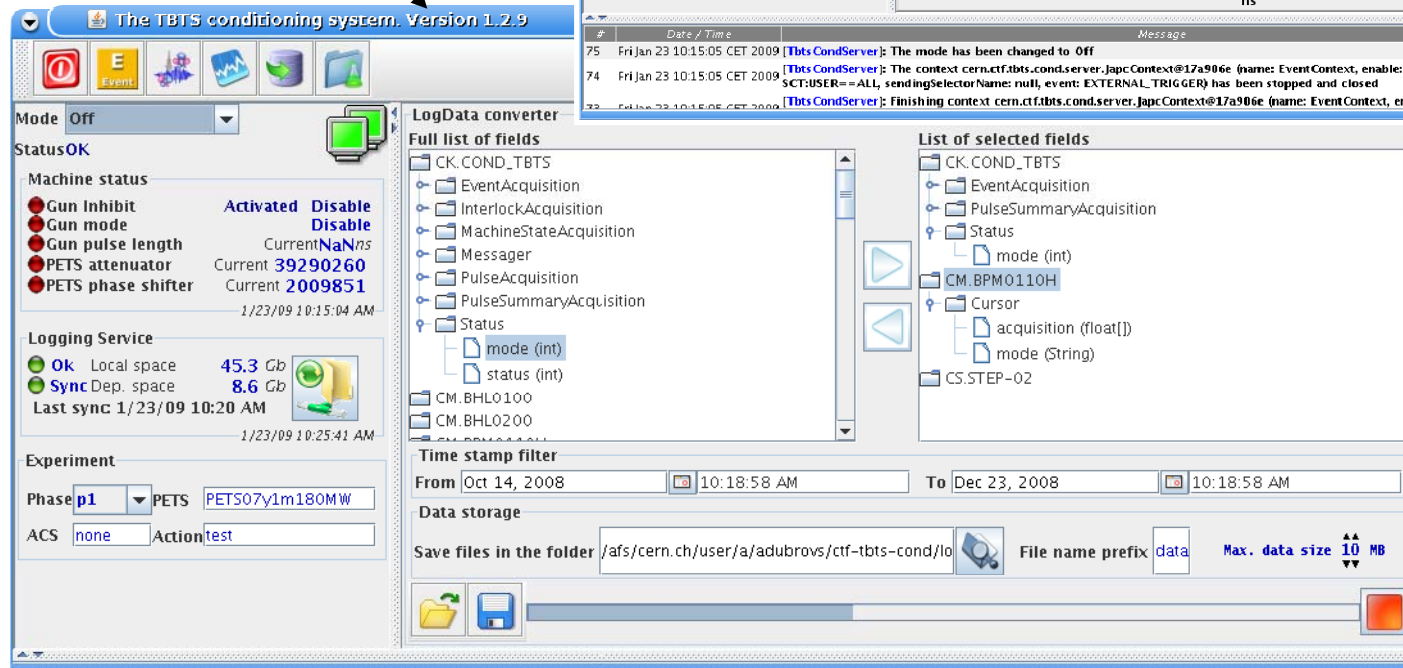 The TBTS conditioning system. Version 1.2.9
ns
# Date / Time Message
75 Fri Jan 23 10:15:05 CET 2009 [TbtsCondServer]: The mode has been changed to Off
74 Fri Jan 23 10:15:05 CET 2009 [TbtsCondServer]: The context cern.ctf.tbts.cond.server.JapcContext@17a906e (name: EventContext, enable:
SCT:USER==ALL, sendingSelectorName: null, event: EXTERNAL_TRIGGER) has been stopped and closed
73 Fri Jan 23 10:15:05 CET 2009 [TbtsCondServer]: Finishing context cern.ctf.tbts.cond.server.JapcContext@17a906e (name: EventContext,
E
Event
Mode Off
StatusOK
Machine status
Gun Inhibit Activated Disable
Gun mode Disable
Gun pulse length CurrentNaNns
PETS attenuator Current 39290260
PETS phase shifter Current 2009851
1/23/09 10:15:04 AM
Logging Service
Ok Local space 45.3 Gb
Sync Dep. space 8.6 Gb
Last sync: 1/23/09 10:20 AM
1/23/09 10:25:41 AM
Experiment
Phase p1 PETS PETS07y1m180MW
ACS none Action test
LogData converter
Full list of fields
CK.COND_TBTS
EventAcquisition
InterlockAcquisition
MachineStateAcquisition
Messager
PulseAcquisition
PulseSummaryAcquisition
Status
mode (int)
status (int)
CM.BHL0100
CM.BHL0200
CM.BPM0110H
List of selected fields
CK.COND_TBTS
EventAcquisition
PulseSummaryAcquisition
Status
mode (int)
CM.BPM0110H
Cursor
acquisition (float[])
mode (String)
CS.STEP-02
Time stamp filter
From Oct 14, 2008 10:18:58 AM To Dec 23, 2008 10:18:58 AM
Data storage
Save files in the folder /afs/cern.ch/user/a/adubrovs/ctf-tbts-cond/lo File name prefix data Max. data size 10 MB